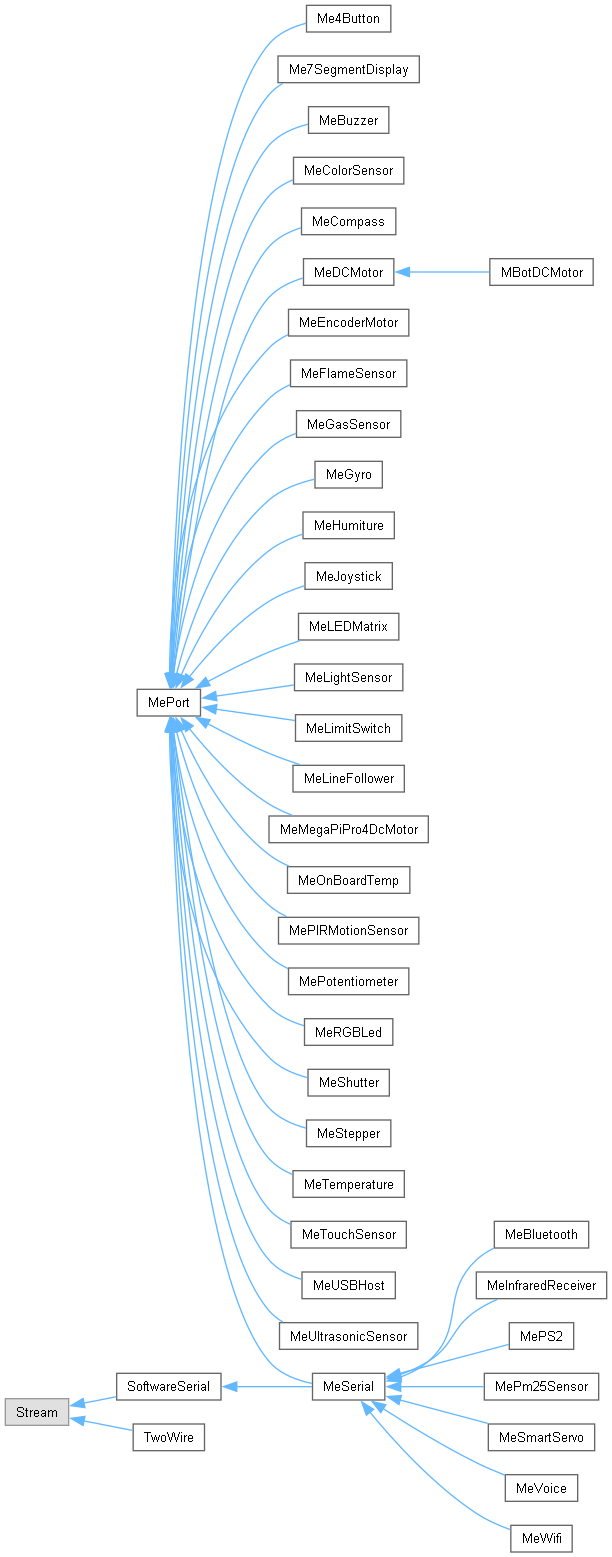 Me4Button
Me7SegmentDisplay
MeBuzzer
MeColorSensor
MeCompass
MeDCMotor
MBotDCMotor
MeEncoderMotor
MeFlameSensor
MeGasSensor
MeGyro
MeHumiture
MeJoystick
MeLEDMatrix
MeLightSensor
MePort
MeLimitSwitch
MeLineFollower
MeMegaPiPro4DcMotor
MeOnBoardTemp
MePIRMotionSensor
MePotentiometer
MeRGBLed
MeShutter
MeStepper
MeTemperature
MeTouchSensor
MeBluetooth
MeUSBHost
MeInfraredReceiver
MeUltrasonicSensor
MePS2
SoftwareSerial
MeSerial
MePm25Sensor
Stream
TwoWire
MeSmartServo
MeVoice
MeWifi